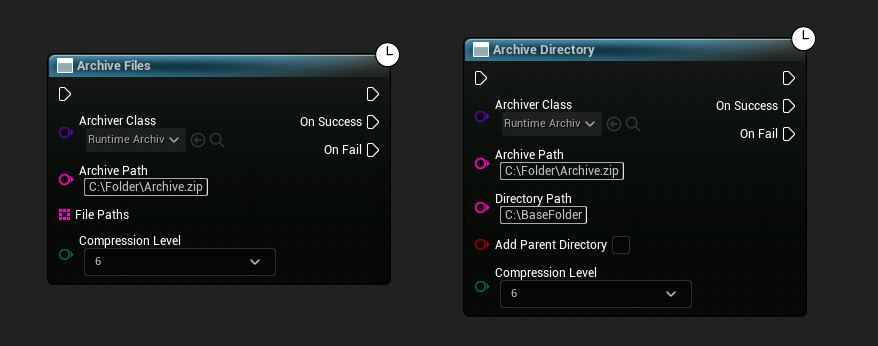 Archive Files
Archiver Class
Runtime Archiv
On Success
On Fail
Archive Path
C:\Folder\Archive.zip
File Paths
Compression Level
6
Archive Directory
Archiver Class
Runtime Archiv
On Success
On Fail
Archive Path
C:\Folder\Archive.zip
Directory Path
C:\BaseFolder
Add Parent Directory
Compression Level
6